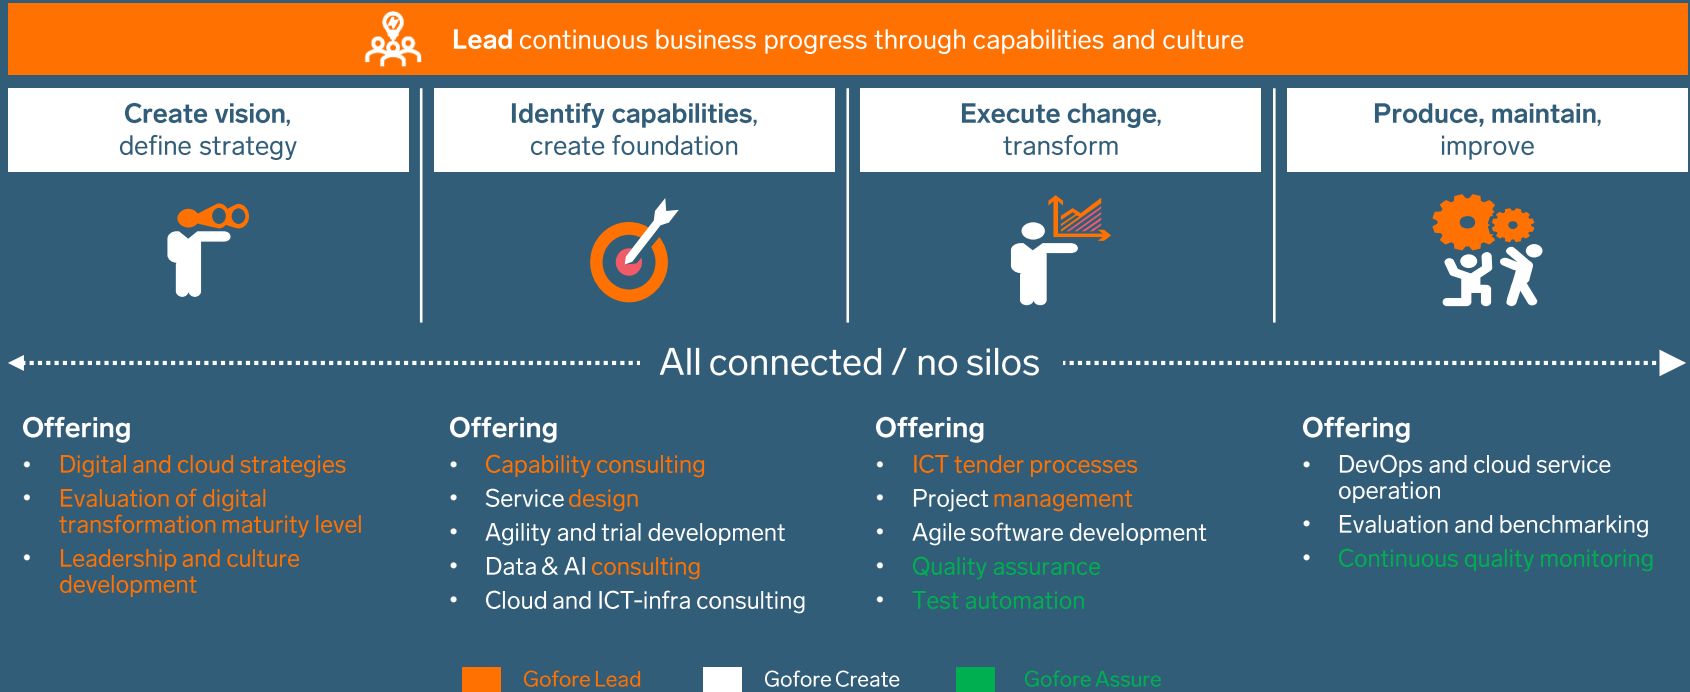 Lead continuous business progress through capabilities and culture
Create vision,
define strategy
Identify capabilities,
create foundation
Execute change,
transform
Produce, maintain,
improve
All connected / no silos
Offering
• Digital and cloud strategies
• Evaluation of digital
transformation maturity level
• Leadership and culture
development
Offering
• Capability consulting
• Service design
• Agility and trial development
• Data & AI consulting
• Cloud and ICT-infra consulting
Offering
• ICT tender processes
• Project management
• Agile software development
• Quality assurance
• Test automation
Offering
• DevOps and cloud service
operation
• Evaluation and benchmarking
• Continuous quality monitoring
Gofore Lead
Gofore Create
Gofore Assure